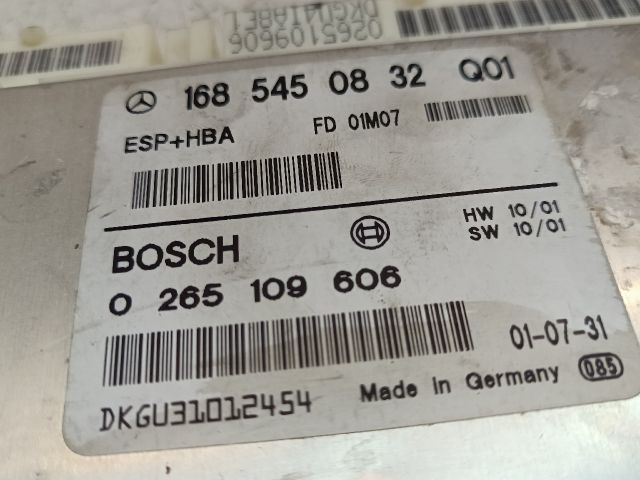 0265109606
DKGU41ABE1
168 545 08 32 Q01
ESP+HBA FD 01M07
HW 10/01
SW 10/01
BOSCH
0 265 109 606
01-07-31
DKGU31012454
Made in Germany 085